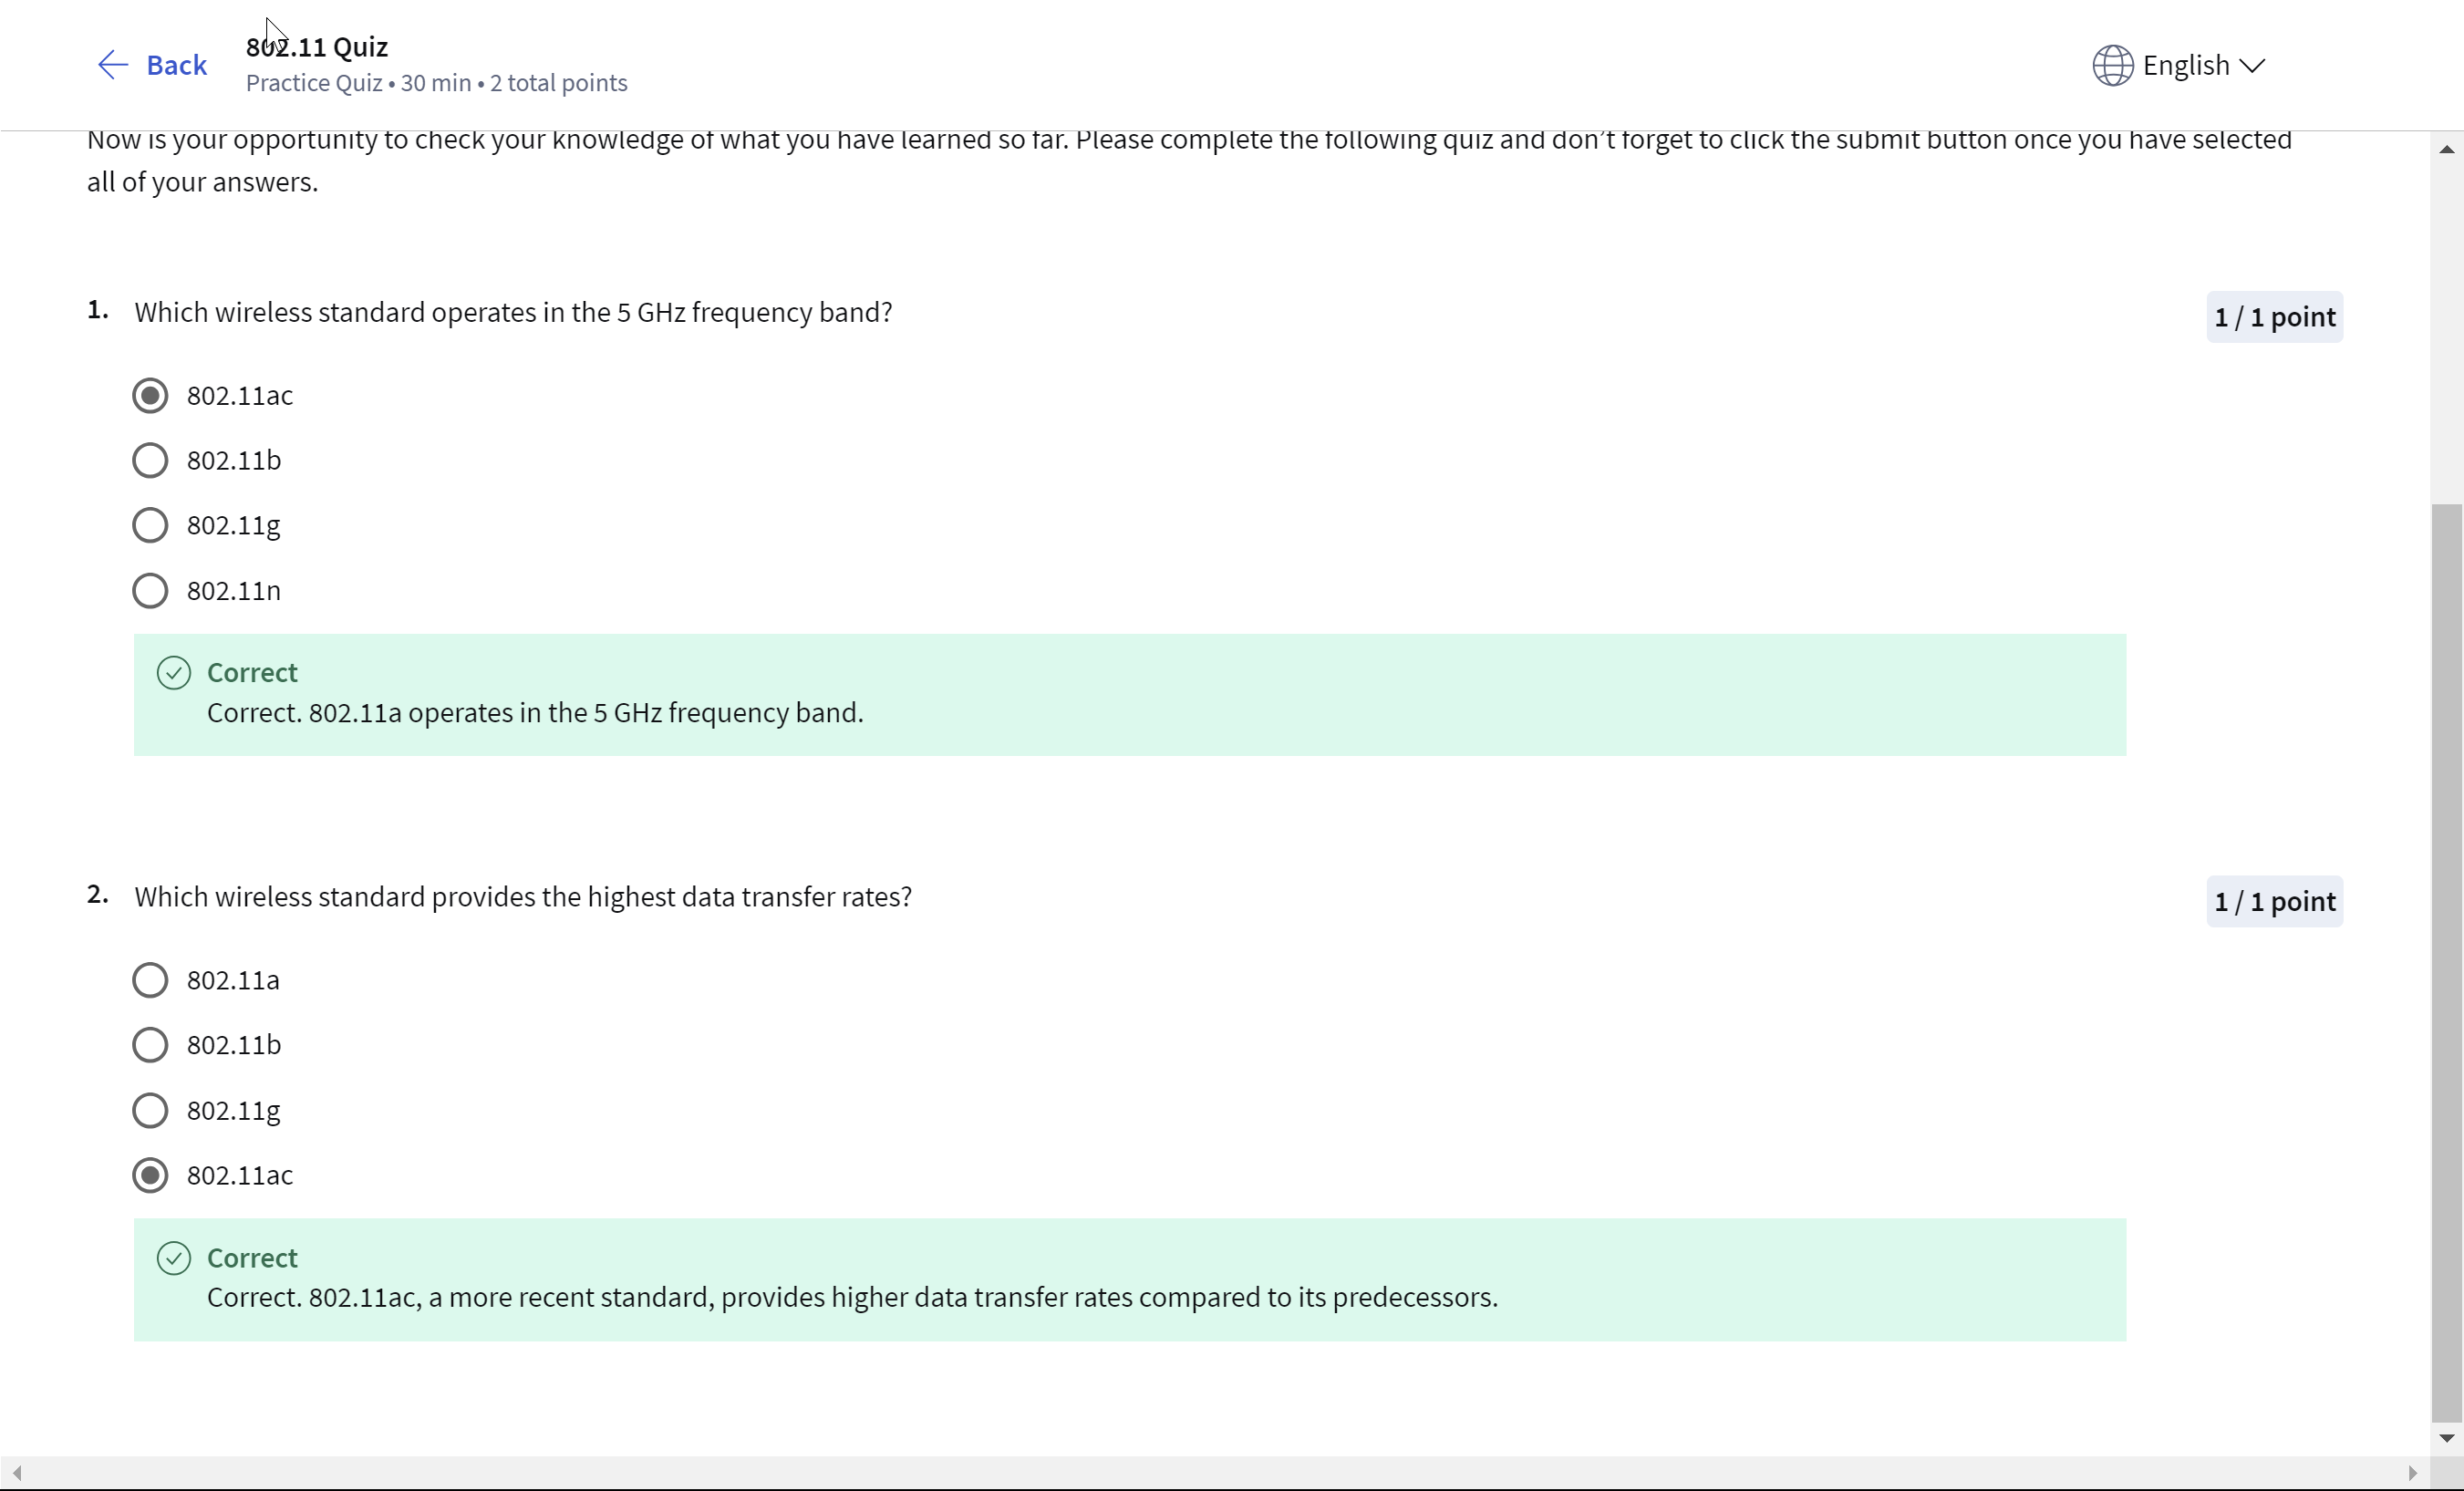 Back
802.11 Quiz
Practice Quiz • 30 min • 2 total points
English
Now is your opportunity to check your knowledge of what you have learned so far. Please complete the following quiz and don't forget to click the submit button once you have selected
all of your answers.
1. Which wireless standard operates in the 5 GHz frequency band?
1 / 1 point
802.11ac
802.11b
802.11g
802.11n
Correct
Correct. 802.11a operates in the 5 GHz frequency band.
2. Which wireless standard provides the highest data transfer rates?
1 / 1 point
802.11a
802.11b
802.11g
802.11ac
Correct
Correct. 802.11ac, a more recent standard, provides higher data transfer rates compared to its predecessors.